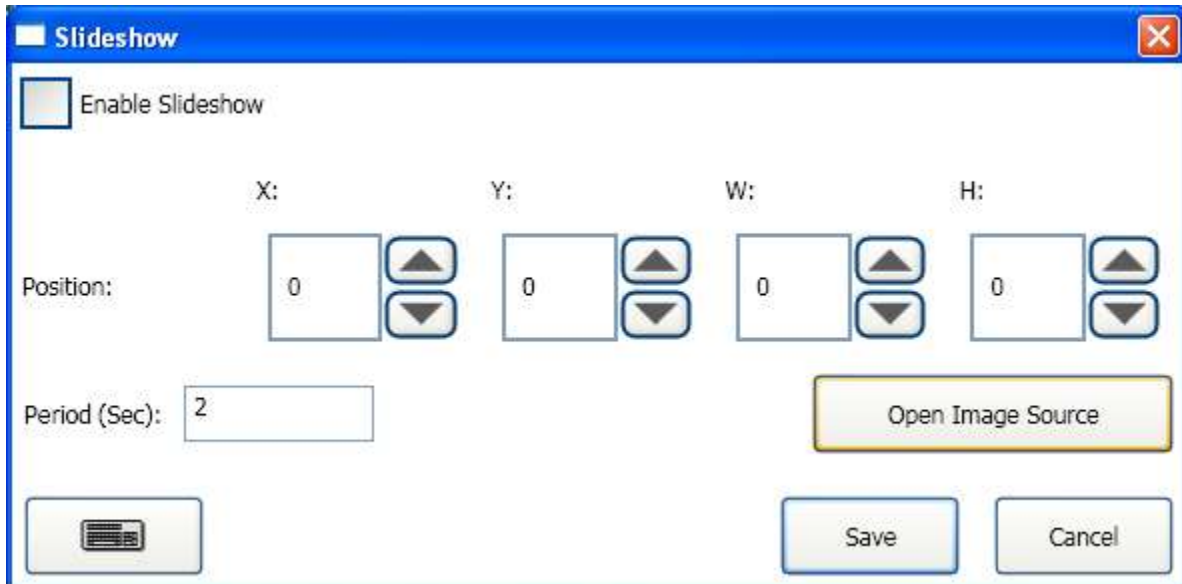 Slideshow
Enable Slideshow
X: Y: W: H:
Position: 0 0 0 0
Period (Sec): 2 Open Image Source
Save Cancel